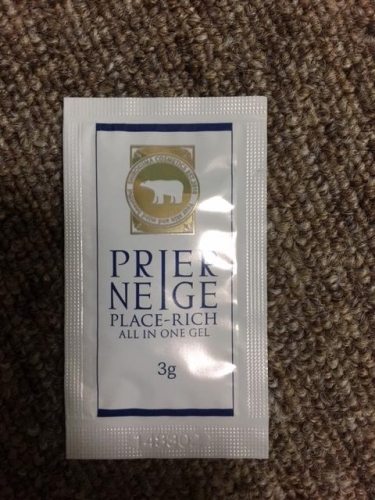 PRIER
NEIGE
PLACE-RICH
ALL IN ONE GEL
3g